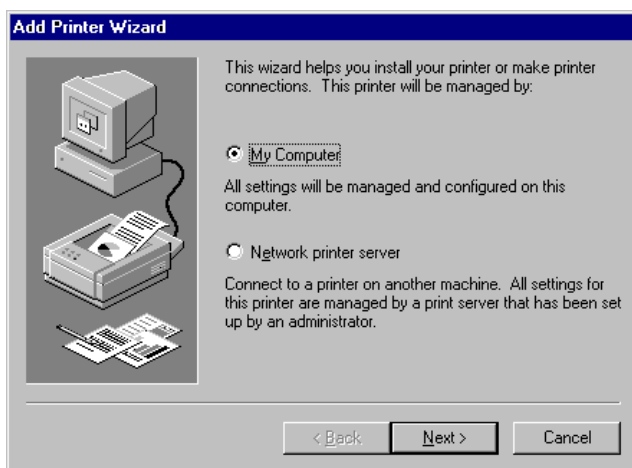 Add Printer Wizard
This wizard helps you install your printer or make printer
connections. This printer will be managed by:
My Computer
All settings will be managed and configured on this
computer.
Network printer server
Connect to a printer on another machine. All settings for
this printer are managed by a print server that has been set
up by an administrator.
< Back
Next >
Cancel